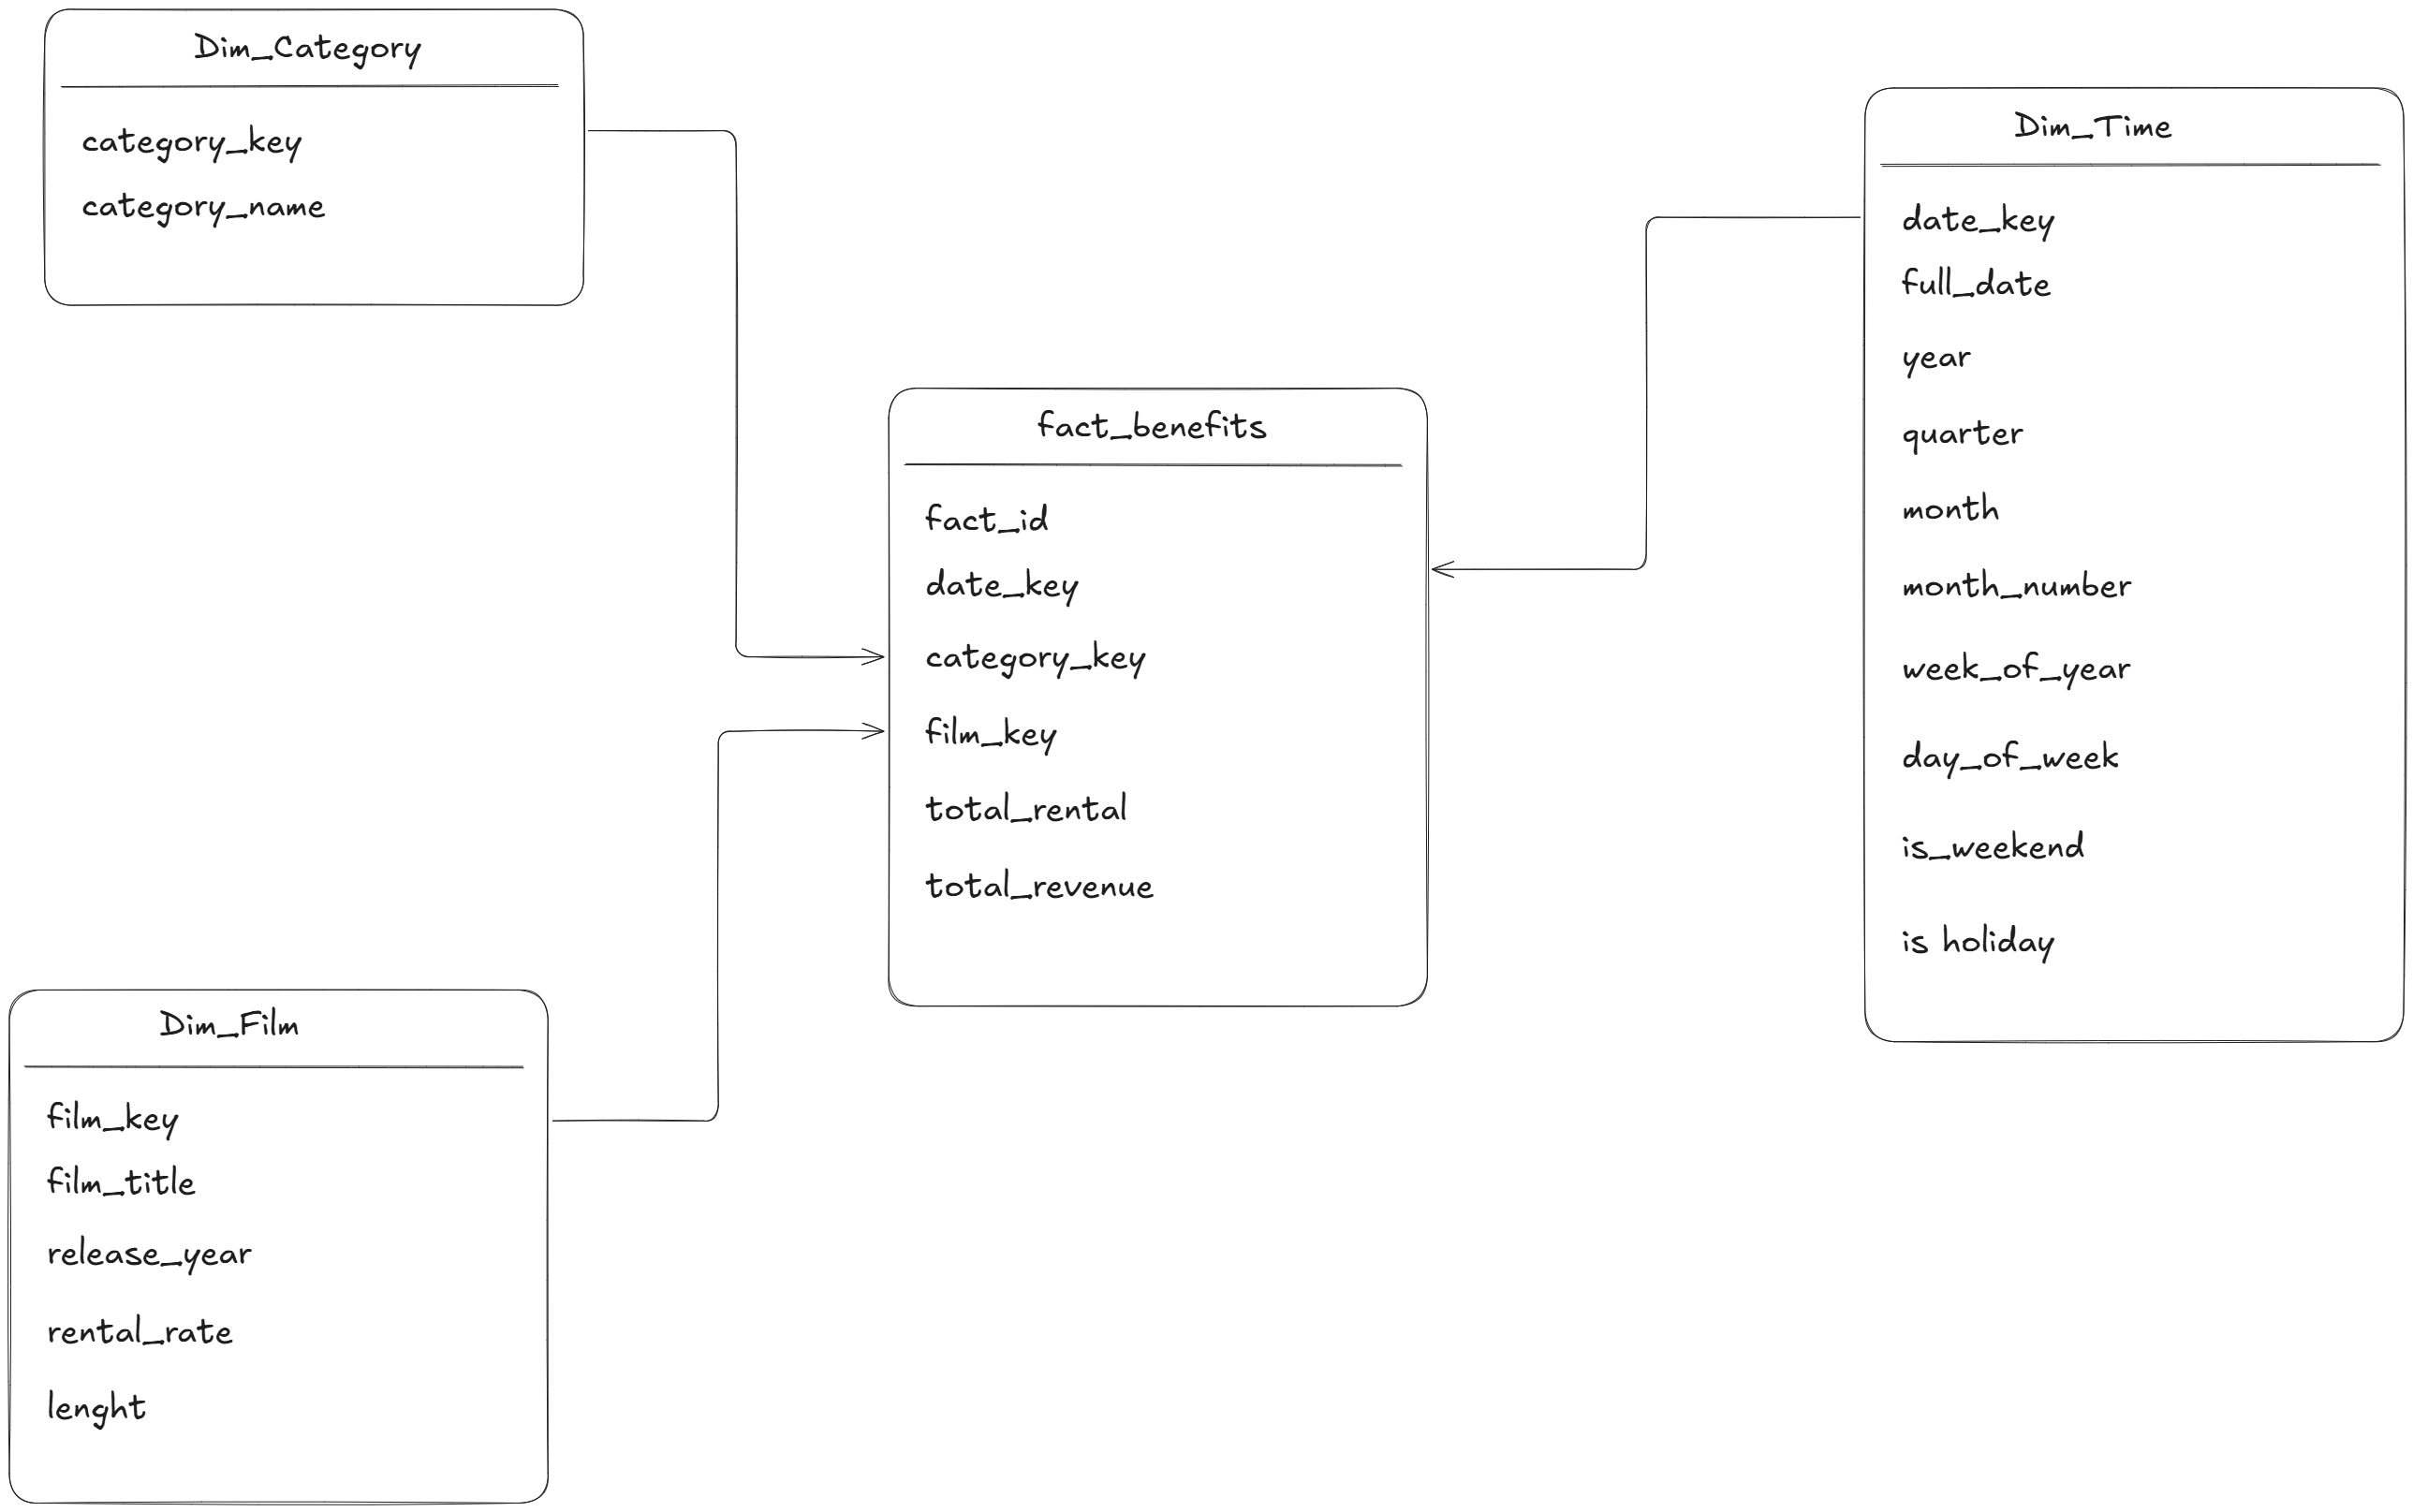 Dim_Category
category_key
category_name
Dim_Film
film_key
film_title
release_year
rental_rate
lenght
fact_benefits
fact_id
date_key
category_key
film_key
total_rental
total_revenue
Dim_Time
date_key
full_date
year
quarter
month
month_number
week_of_year
day_of_week
is_weekend
is holiday